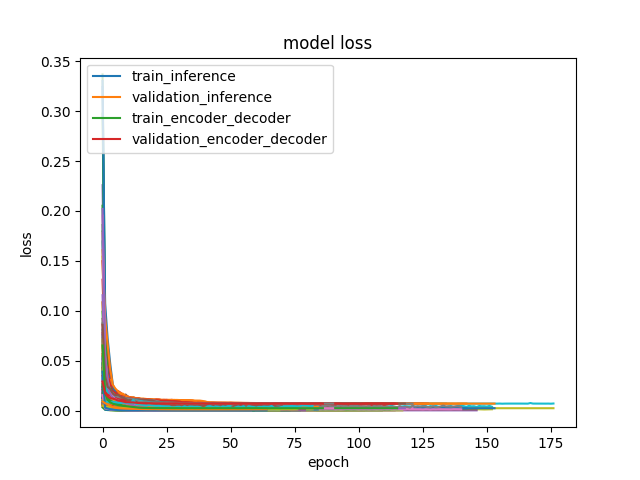 model loss
0.35
0.30
0.25
0.20
0.15
0.10
0.05
0.00
loss
train_inference
validation_inference
train_encoder_decoder
validation_encoder_decoder
0 25 50 75 100 125 150 175
epoch